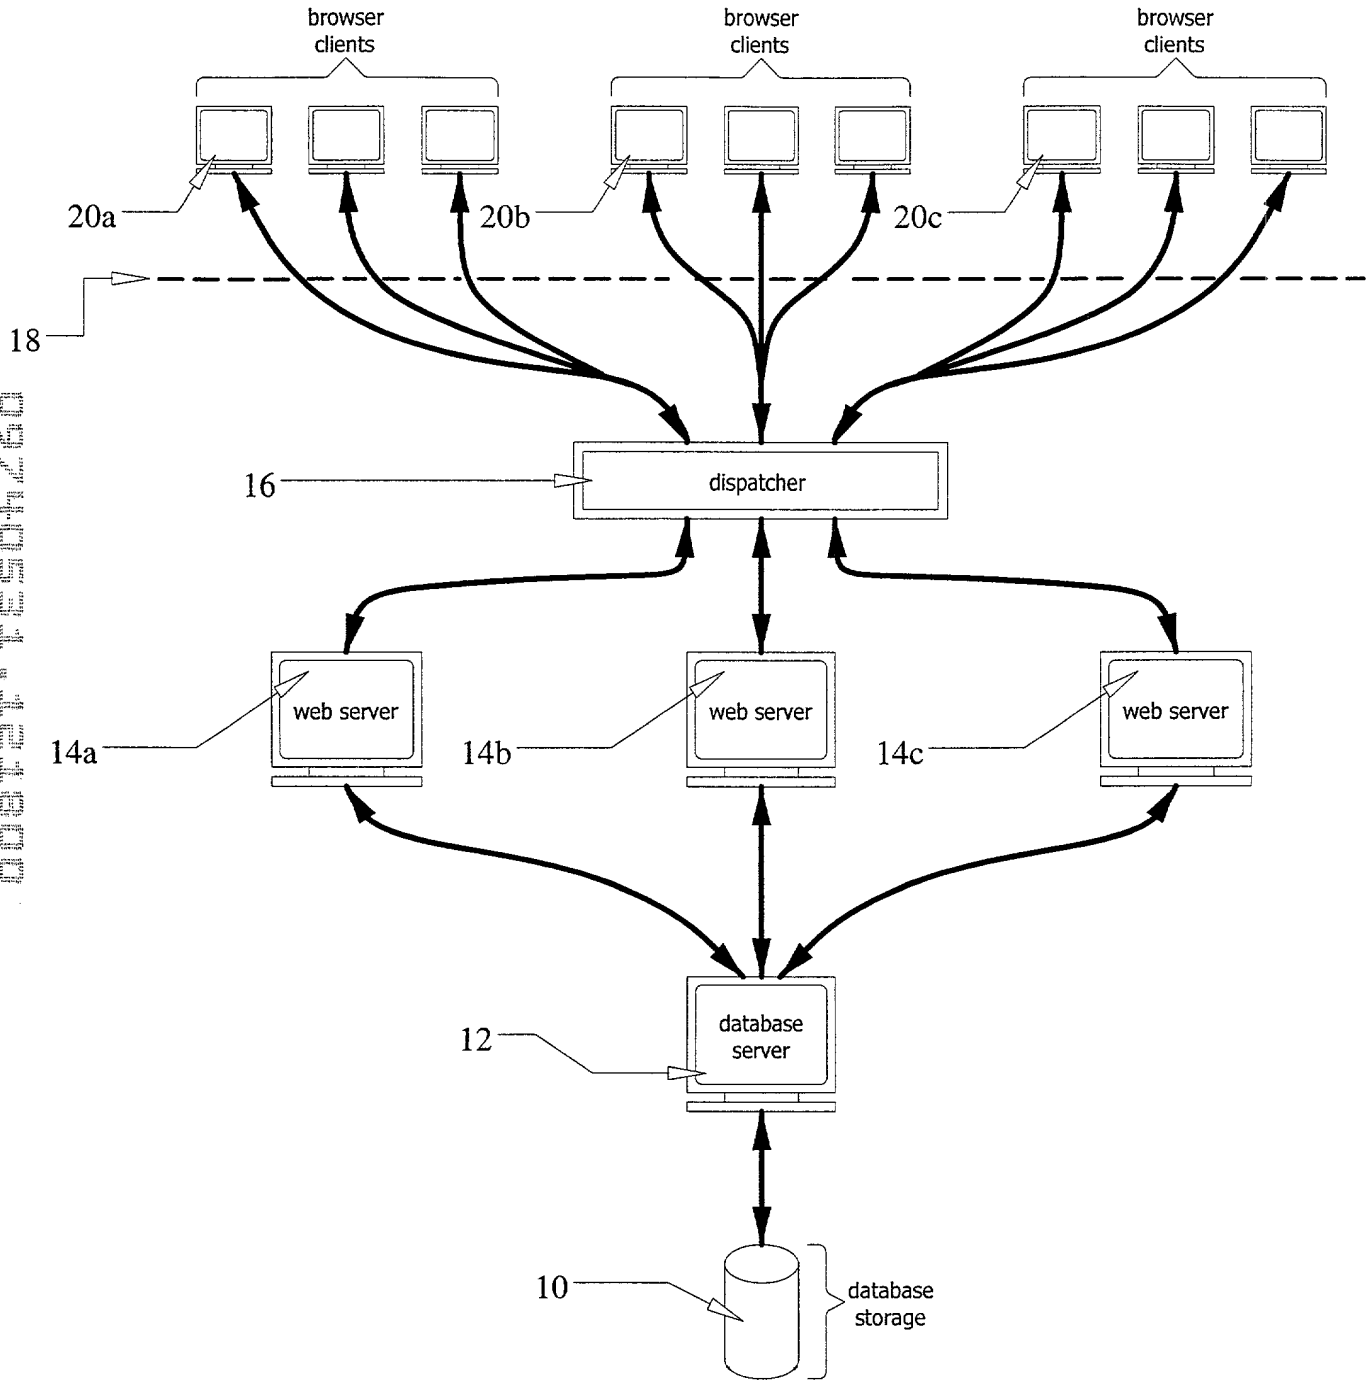 browser
clients
browser
clients
browser
clients
20a
20b
20c
18
16
dispatcher
web server
web server
web server
14a
14b
14c
database
server
12
10
database
storage